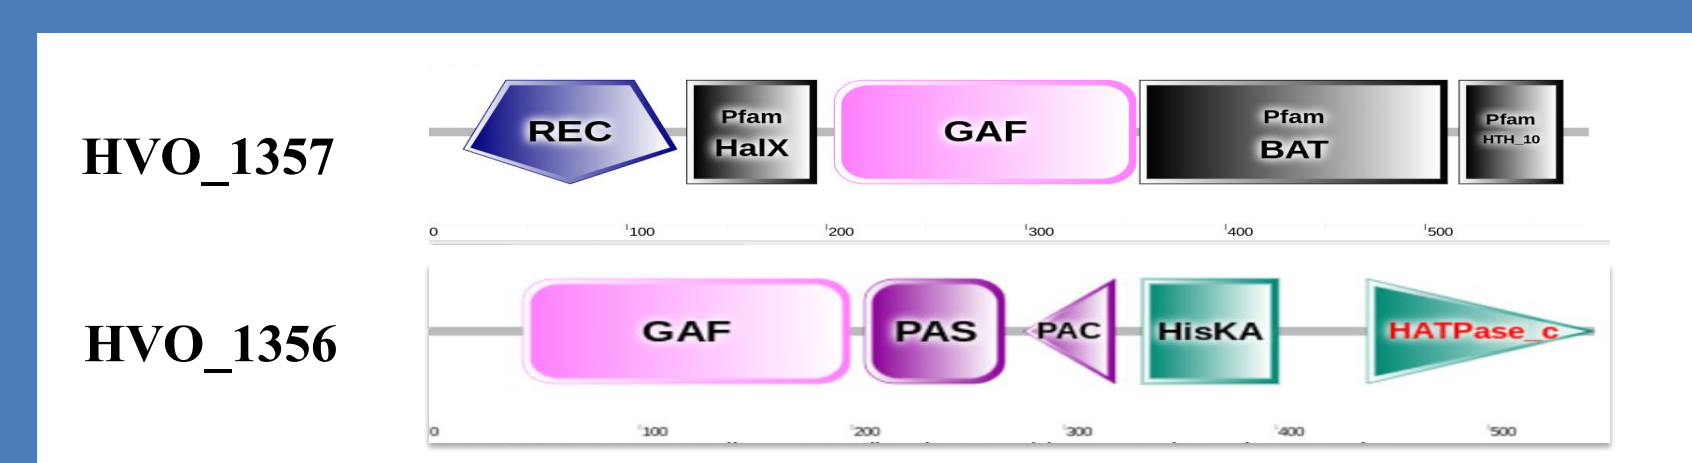 HVO_1357
REC
Pfam
HalX
GAF
Pfam
BAT
Pfam
HTH_10
0 100 200 300 400 500
HVO_1356
GAF
PAS
PAC
HisKA
HATPase_c
0 100 200 300 400 500